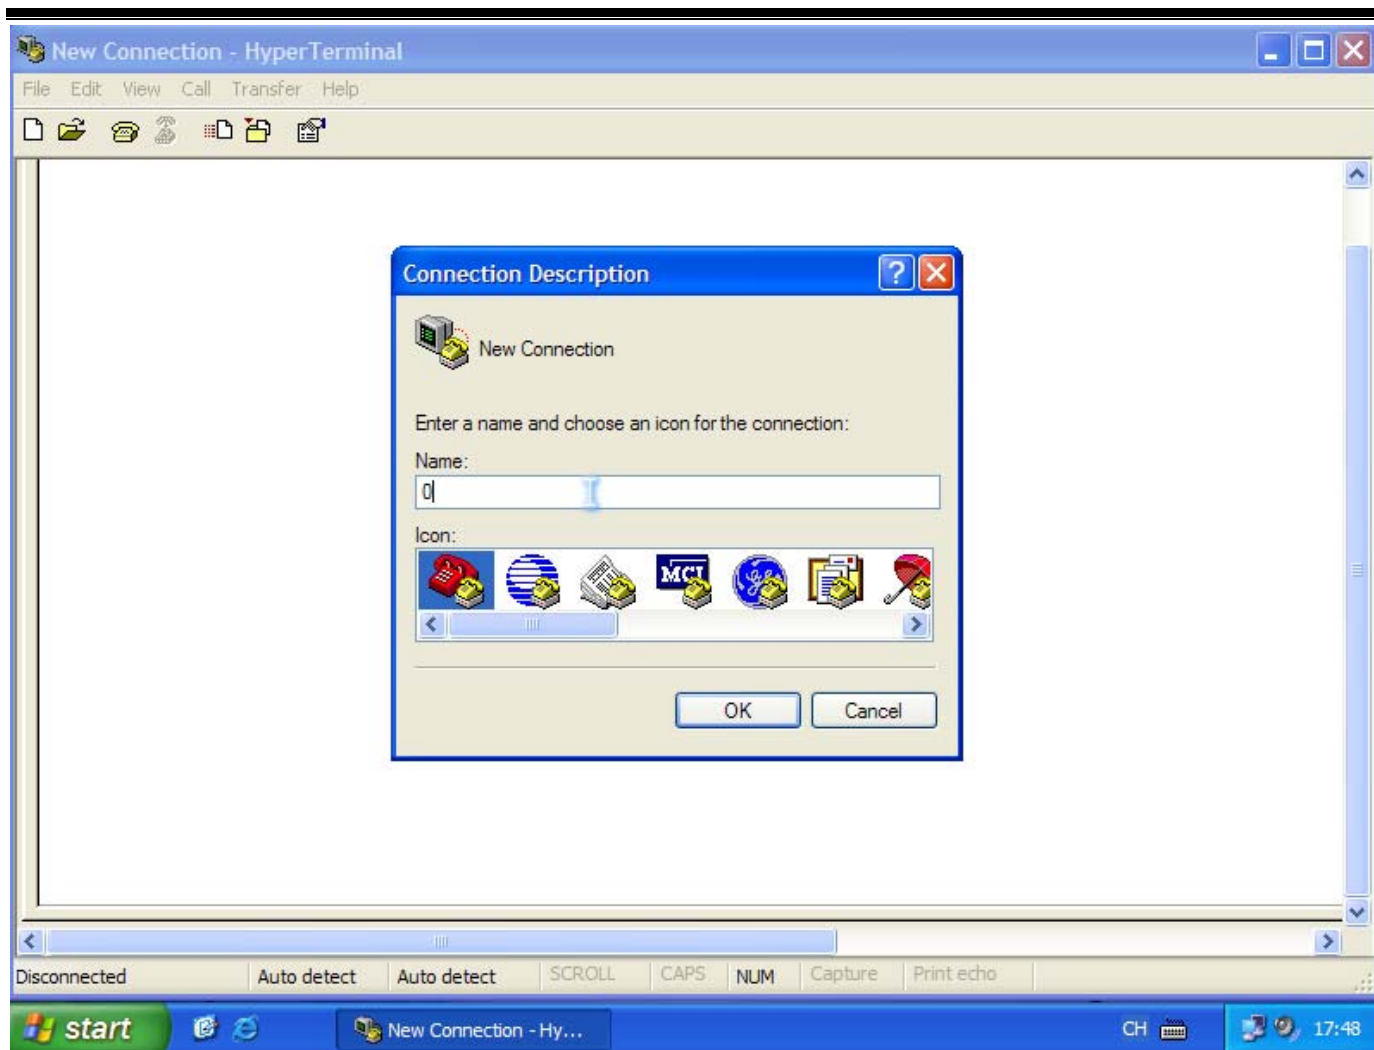 New Connection - HyperTerminal
File Edit View Call Transfer Help
Connection Description
New Connection
Enter a name and choose an icon for the connection:
Name:
0
Icon:
MCI
OK Cancel
Disconnected Auto detect Auto detect SCROLL CAPS NUM Capture Print echo
start New Connection - Hy... CH 17:48